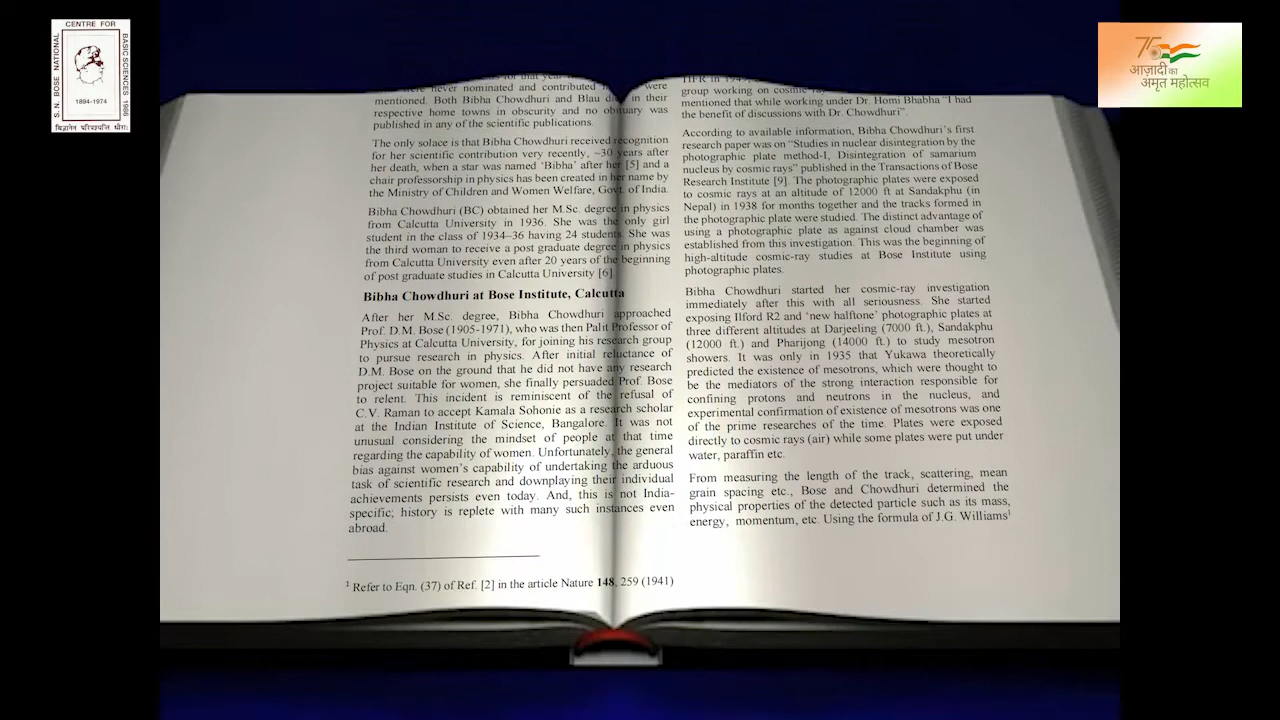 CENTRE FOR
S. N. BOSE NATIONAL
BASIC SCIENCES 1986
1894-1974
75
आज़ादी का
अमृत महोत्सव
for that year
were never nominated and contributed were
mentioned. Both Bibha Chowdhuri and Blau in their
respective home towns in obscurity and no obituary was
published in any of the scientific publications.
The only solace is that Bibha Chowdhuri received recognition
for her scientific contribution very recently, ~30 years after
her death, when a star was named ‘Bibha’ after her [5] and a
chair professorship in physics has been created in her name by
the Ministry of Children and Women Welfare, Govt. of India.
Bibha Chowdhuri (BC) obtained her M.Sc. degree in physics
from Calcutta University in 1936. She was the only girl
student in the class of 1934–36 having 24 students. She was
the third woman to receive a post graduate degree in physics
from Calcutta University even after 20 years of the beginning
of post graduate studies in Calcutta University [6].
Bibha Chowdhuri at Bose Institute, Calcutta
After her M.Sc. degree, Bibha Chowdhuri approached
Prof. D.M. Bose (1905-1971), who was then Palit Professor of
Physics at Calcutta University, for joining his research group
to pursue research in physics. After initial reluctance of
D.M. Bose on the ground that he did not have any research
project suitable for women, she finally persuaded Prof. Bose
to relent. This incident is reminiscent of the refusal of
C.V. Raman to accept Kamala Sohonie as a research scholar
at the Indian Institute of Science, Bangalore. It was not
unusual considering the mindset of people at that time
regarding the capability of women. Unfortunately, the general
bias against women’s capability of undertaking the arduous
task of scientific research and downplaying their individual
achievements persists even today. And, this is not India-
specific; history is replete with many such instances even
abroad.
¹ Refer to Eqn. (37) of Ref. [2] in the article Nature 148, 259 (1941)
TIFR in
group working on cosmic
mentioned that while working under Dr. Homi Bhabha “I had
the benefit of discussions with Dr. Chowdhuri”.
According to available information, Bibha Chowdhuri’s first
research paper was on “Studies in nuclear disintegration by the
photographic plate method-I, Disintegration of samarium
nucleus by cosmic rays” published in the Transactions of Bose
Research Institute [9]. The photographic plates were exposed
to cosmic rays at an altitude of 12000 ft at Sandakphu (in
Nepal) in 1938 for months together and the tracks formed in
the photographic plate were studied. The distinct advantage of
using a photographic plate as against cloud chamber was
established from this investigation. This was the beginning of
high-altitude cosmic-ray studies at Bose Institute using
photographic plates.
Bibha Chowdhuri started her cosmic-ray investigation
immediately after this with all seriousness. She started
exposing Ilford R2 and ‘new halftone’ photographic plates at
three different altitudes at Darjeeling (7000 ft.), Sandakphu
(12000 ft.) and Pharijong (14000 ft.) to study mesotron
showers. It was only in 1935 that Yukawa theoretically
predicted the existence of mesotrons, which were thought to
be the mediators of the strong interaction responsible for
confining protons and neutrons in the nucleus, and
experimental confirmation of existence of mesotrons was one
of the prime researches of the time. Plates were exposed
directly to cosmic rays (air) while some plates were put under
water, paraffin etc.
From measuring the length of the track, scattering, mean
grain spacing etc., Bose and Chowdhuri determined the
physical properties of the detected particle such as its mass,
energy, momentum, etc. Using the formula of J.G. Williams¹